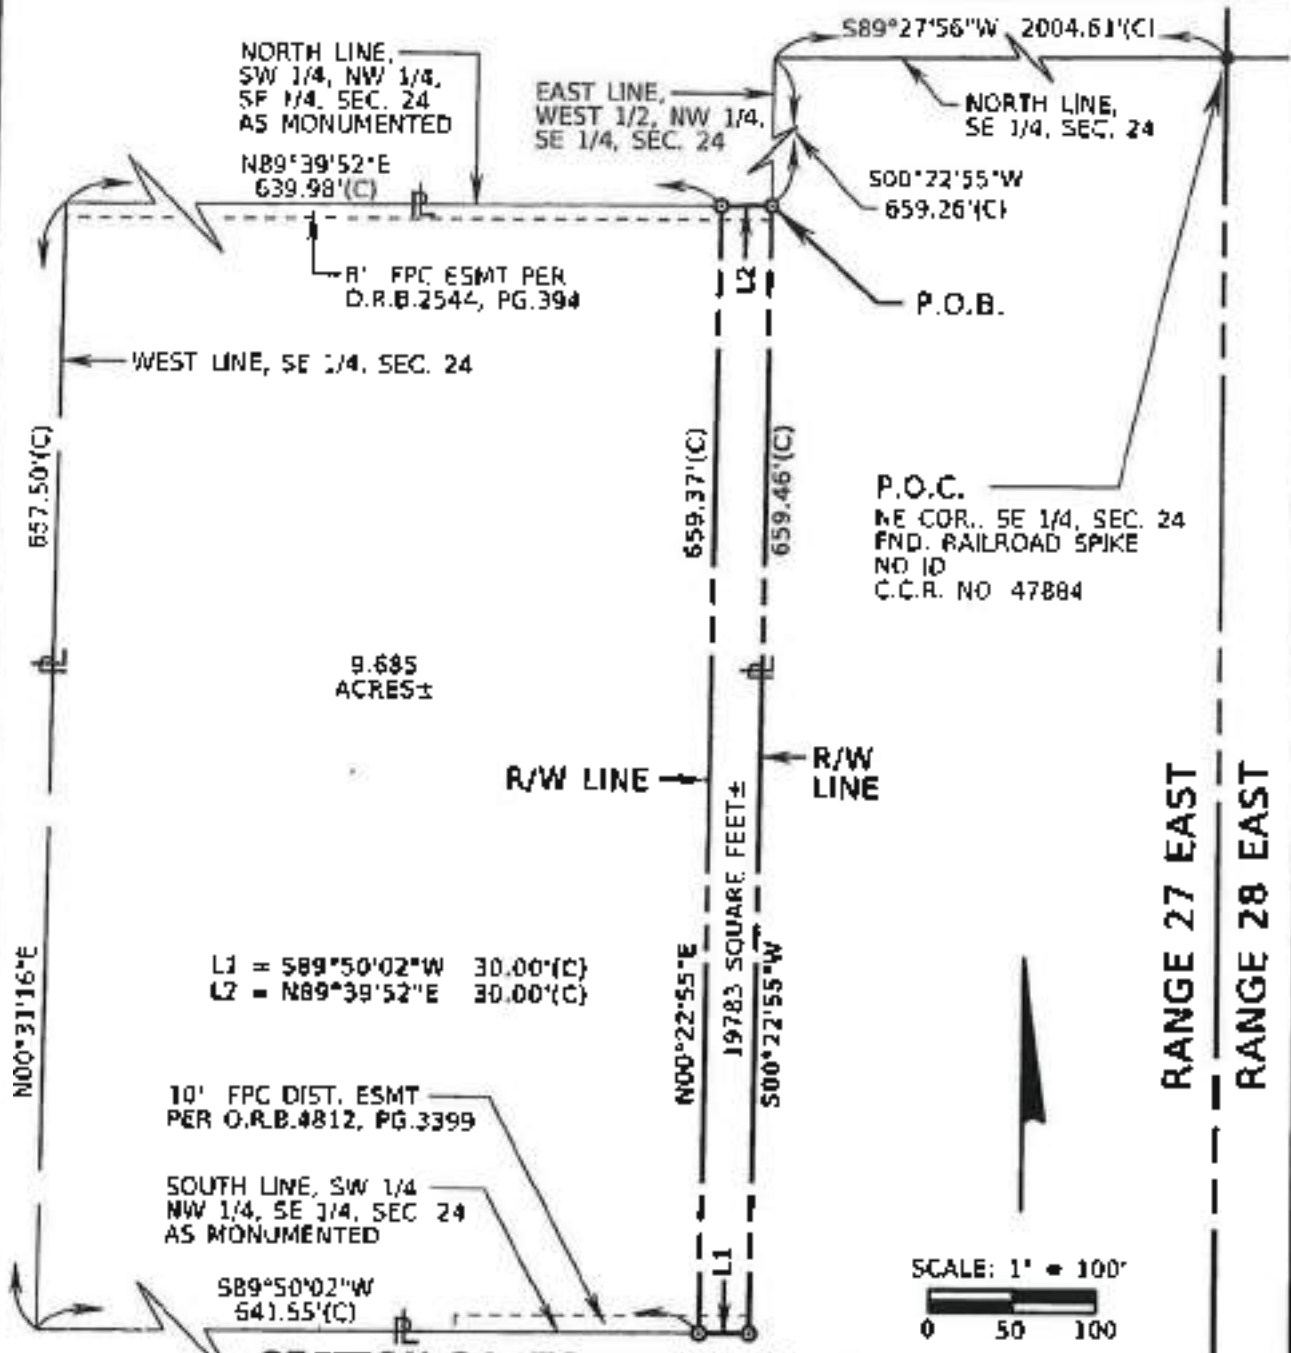 S89°27'56"W 2004.61'(C)
NORTH LINE,
SW 1/4, NW 1/4,
SE 1/4, SEC. 24
AS MONUMENTED
EAST LINE,
WEST 1/2, NW 1/4,
SE 1/4, SEC. 24
NORTH LINE,
SE 1/4, SEC. 24
N89°39'52"E
639.98'(C)
PL
S00°22'55"W
659.26'(C)
8' FPC ESMT PER
O.R.B.2544, PG.394
L2
P.O.B.
WEST LINE, SE 1/4, SEC. 24
657.50'(C)
659.37'(C)
659.46'(C)
P.O.C.
NE COR., SE 1/4, SEC. 24
FND. RAILROAD SPIKE
NO ID
C.C.R. NO 47884
PL
9.685
ACRES±
PL
R/W LINE
R/W
LINE
19783 SQUARE FEET±
RANGE 27 EAST
RANGE 28 EAST
N00°31'16"E
L1 = S89°50'02"W 30.00'(C)
L2 = N89°39'52"E 30.00'(C)
N00°22'55"E
S00°22'55"W
10' FPC DIST. ESMT
PER O.R.B.4812, PG.3399
SOUTH LINE, SW 1/4
NW 1/4, SE 1/4, SEC 24
AS MONUMENTED
L1
S89°50'02"W
641.55'(C)
PL
SCALE: 1" = 100'
0 50 100